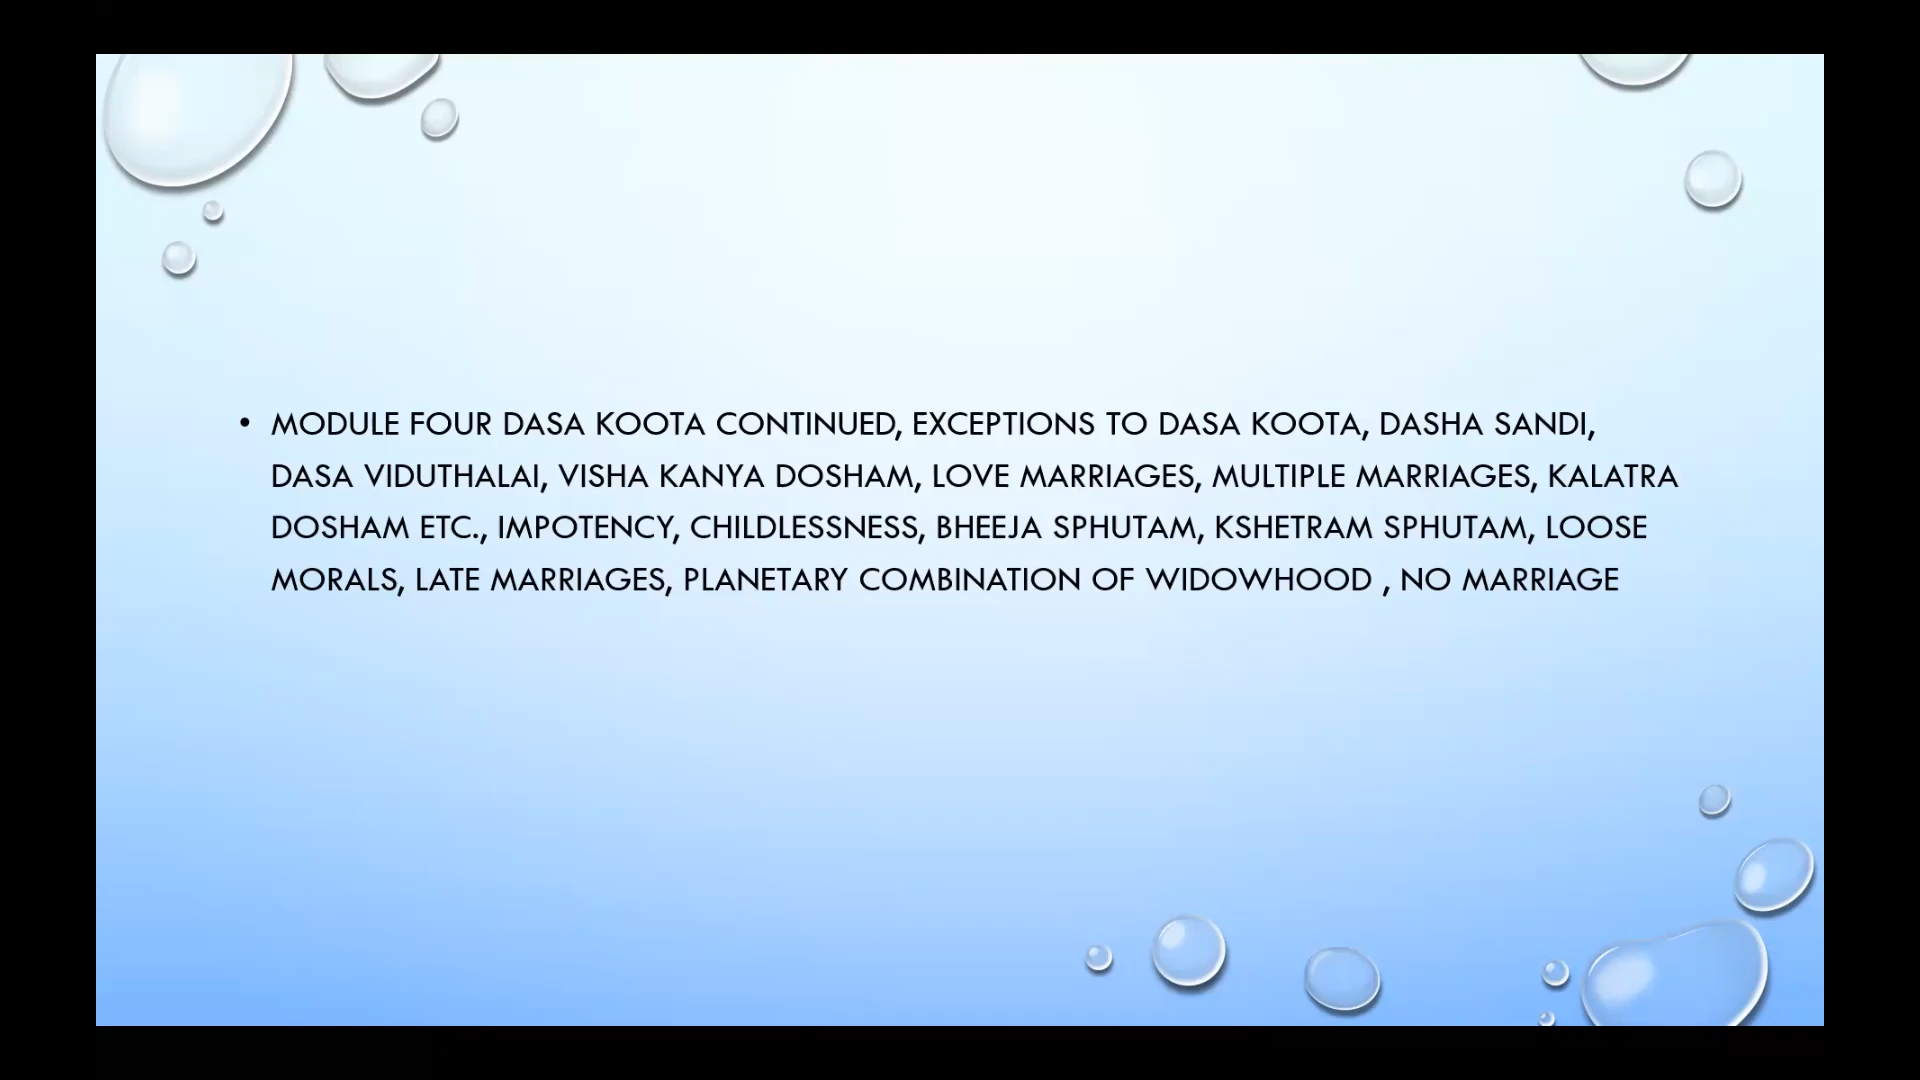 • MODULE FOUR DASA KOOTA CONTINUED, EXCEPTIONS TO DASA KOOTA, DASHA SANDI,
DASA VIDUTHALAI, VISHA KANYA DOSHAM, LOVE MARRIAGES, MULTIPLE MARRIAGES, KALATRA
DOSHAM ETC., IMPOTENCY, CHILDLESSNESS, BHEEJA SPHUTAM, KSHETRAM SPHUTAM, LOOSE
MORALS, LATE MARRIAGES, PLANETARY COMBINATION OF WIDOWHOOD , NO MARRIAGE